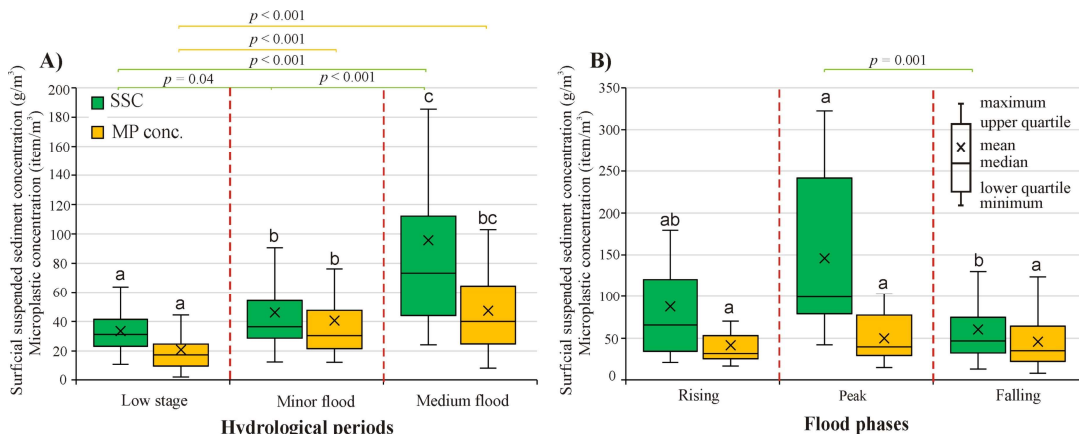 p < 0.001
p < 0.001
p < 0.001
p = 0.04
p < 0.001
A)
Surficial suspended sediment concentration (g/m³)
Microplastic concentration (item/m³)
200
180
160
140
120
100
80
60
40
20
0
SSC
MP conc.
a
a
b
b
c
bc
Low stage
Minor flood
Medium flood
Hydrological periods
p = 0.001
B)
Surficial suspended sediment concentration (g/m³)
Microplastic concentration (item/m³)
350
300
250
200
150
100
50
0
ab
a
a
a
b
a
maximum
upper quartile
mean
median
lower quartile
minimum
Rising
Peak
Falling
Flood phases